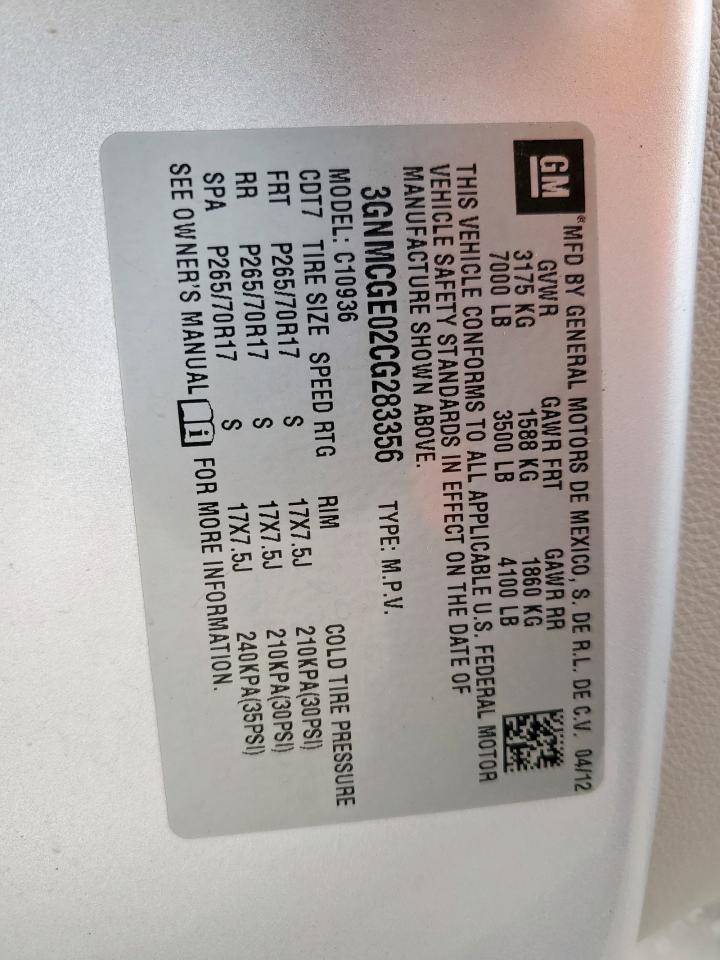 GM
® MFD BY GENERAL MOTORS DE MEXICO, S. DE R.L. DE C.V. 04/12
GVWR GAWR FRT GAWR RR
3175 KG 1588 KG 1860 KG
7000 LB 3500 LB 4100 LB
THIS VEHICLE CONFORMS TO ALL APPLICABLE U.S. FEDERAL MOTOR
VEHICLE SAFETY STANDARDS IN EFFECT ON THE DATE OF
MANUFACTURE SHOWN ABOVE.
3GNMCGE02CG283356 TYPE: M.P.V.
MODEL: C10936
CDT7 TIRE SIZE SPEED RTG RIM COLD TIRE PRESSURE
FRT P265/70R17 S 17X7.5J 210KPA(30PSI)
RR P265/70R17 S 17X7.5J 210KPA(30PSI)
SPA P265/70R17 S 17X7.5J 240KPA(35PSI)
SEE OWNER'S MANUAL i FOR MORE INFORMATION.